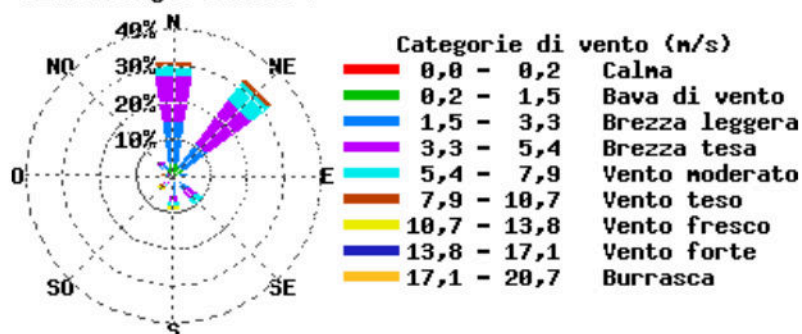 40% N
NO 30% NE
20%
10%
O E
SO SE
S
Categorie di vento (m/s)
0,0 - 0,2 Calma
0,2 - 1,5 Bava di vento
1,5 - 3,3 Brezza leggera
3,3 - 5,4 Brezza tesa
5,4 - 7,9 Vento moderato
7,9 - 10,7 Vento teso
10,7 - 13,8 Vento fresco
13,8 - 17,1 Vento forte
17,1 - 20,7 Burrasca